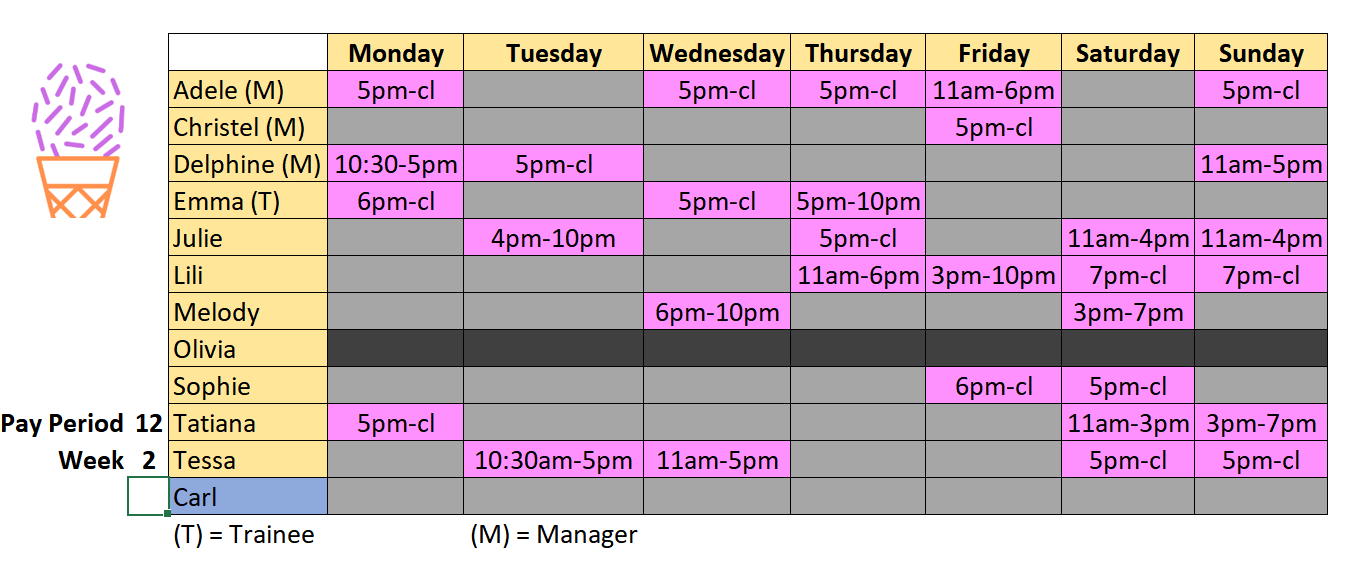 Monday Tuesday Wednesday Thursday Friday Saturday Sunday
Adele (M) 5pm-cl 5pm-cl 5pm-cl 11am-6pm 5pm-cl
Christel (M) 5pm-cl
Delphine (M) 10:30-5pm 5pm-cl 11am-5pm
Emma (T) 6pm-cl 5pm-cl 5pm-10pm
Julie 4pm-10pm 5pm-cl 11am-4pm 11am-4pm
Lili 11am-6pm 3pm-10pm 7pm-cl 7pm-cl
Melody 6pm-10pm 3pm-7pm
Olivia
Sophie 6pm-cl 5pm-cl
Pay Period 12 Tatiana 5pm-cl 11am-3pm 3pm-7pm
Week 2 Tessa 10:30am-5pm 11am-5pm 5pm-cl 5pm-cl
Carl
(T) = Trainee (M) = Manager